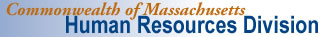 Commonwealth of Massachusetts
Human Resources Division